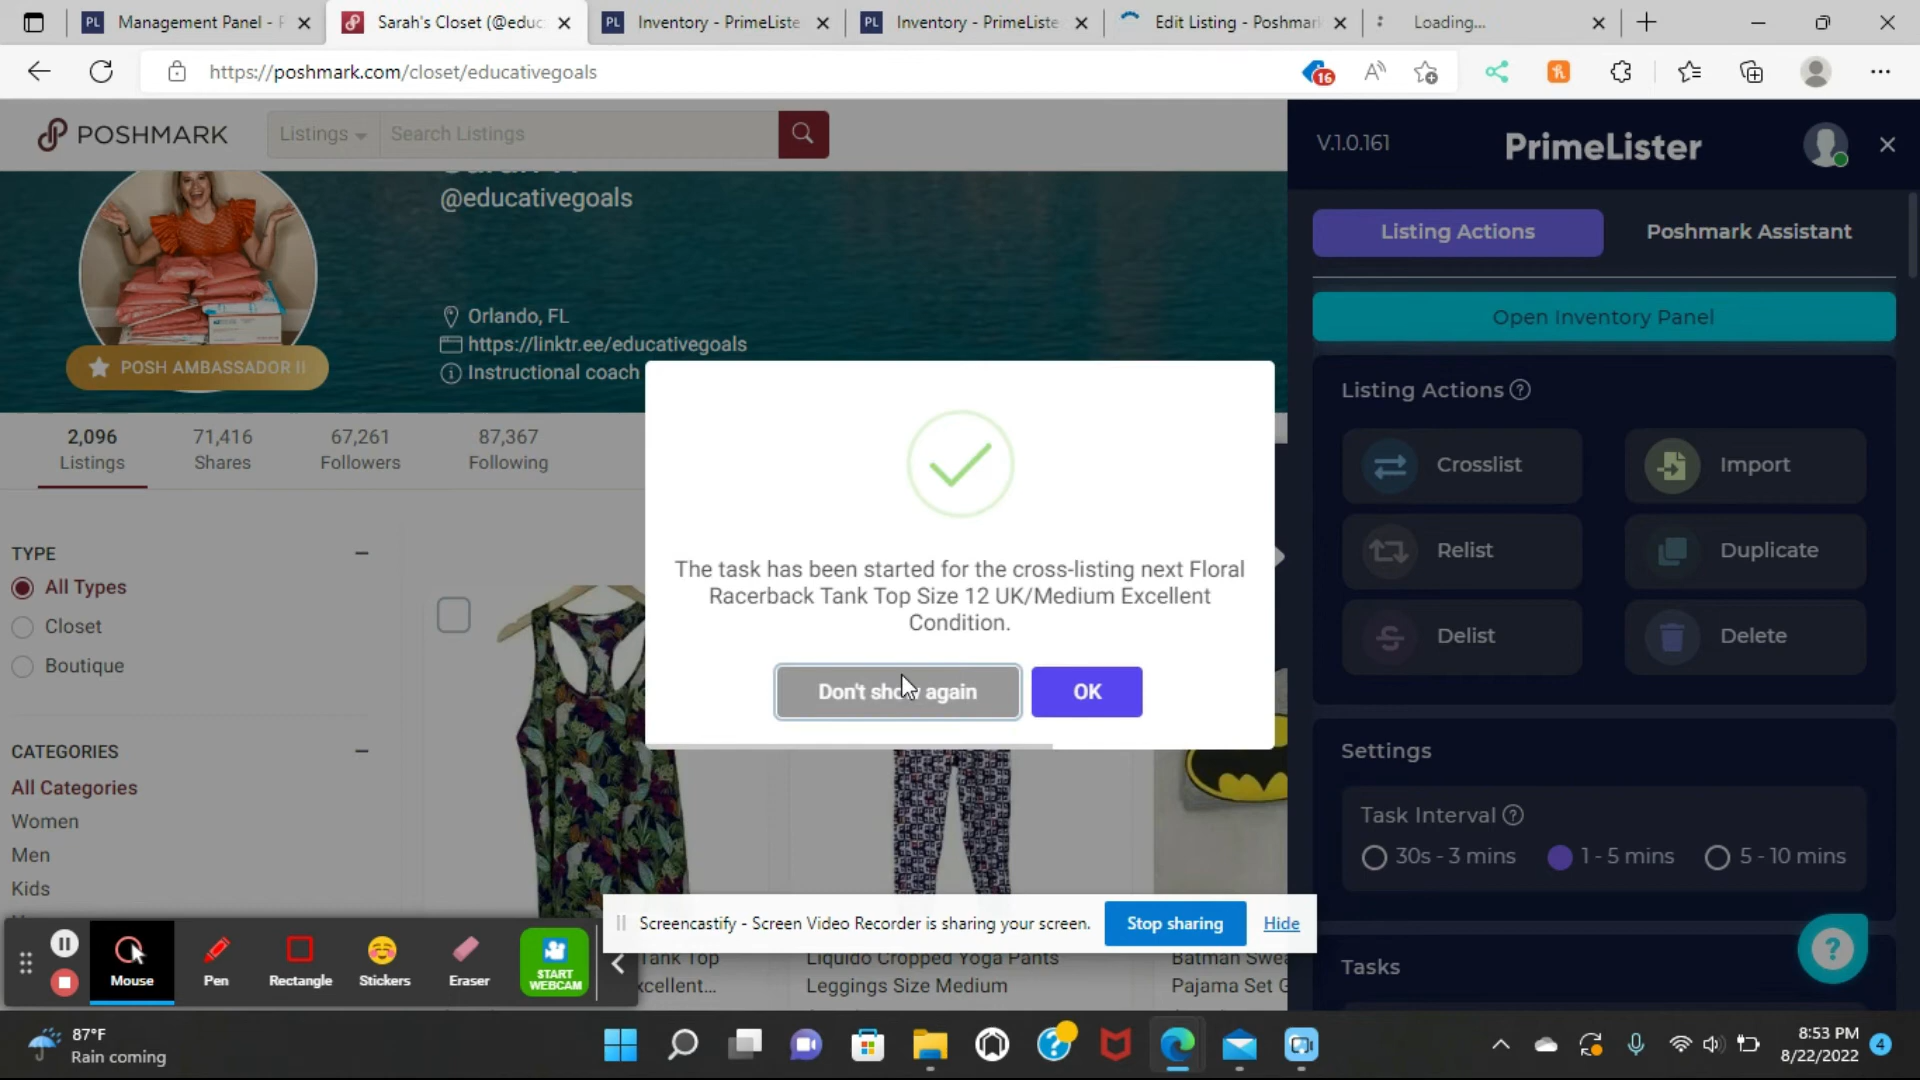 Management Panel - P
Sarah's Closet (@educ
Inventory - PrimeListe
Inventory - PrimeListe
Edit Listing - Poshmar
Loading...
https://poshmark.com/closet/educativegoals
16
POSHMARK
Listings
Search Listings
@educativegoals
Orlando, FL
https://linktr.ee/educativegoals
Instructional coach
POSH AMBASSADOR II
2,096
Listings
71,416
Shares
67,261
Followers
87,367
Following
TYPE
All Types
Closet
Boutique
CATEGORIES
All Categories
Women
Men
Kids
The task has been started for the cross-listing next Floral
Racerback Tank Top Size 12 UK/Medium Excellent
Condition.
Don't show again
OK
V.1.0.161
PrimeLister
Listing Actions
Poshmark Assistant
Open Inventory Panel
Listing Actions
Crosslist
Import
Relist
Duplicate
Delist
Delete
Settings
Task Interval
30s - 3 mins
1 - 5 mins
5 - 10 mins
Tasks
Screencastify - Screen Video Recorder is sharing your screen.
Stop sharing
Hide
Tank Top
xcellent...
Liquido Cropped Yoga Pants
Leggings Size Medium
Batman Swea
Pajama Set G
Mouse
Pen
Rectangle
Stickers
Eraser
START
WEBCAM
87°F
Rain coming
8:53 PM
8/22/2022
4